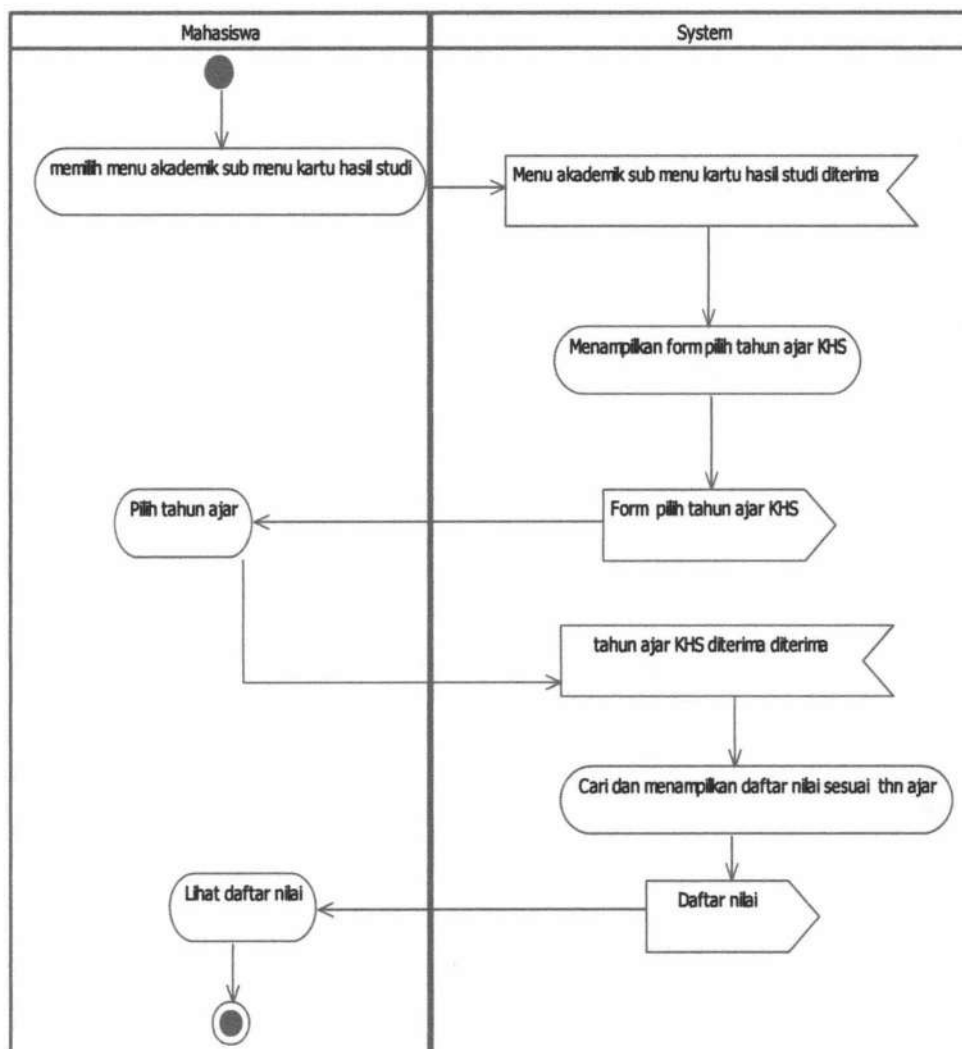 Mahasiswa
System
memilih menu akademik sub menu kartu hasil studi
Menu akademik sub menu kartu hasil studi diterima
Menampilkan form pilih tahun ajar KHS
Pilih tahun ajar
Form pilih tahun ajar KHS
tahun ajar KHS diterima diterima
Cari dan menampilkan daftar nilai sesuai thn ajar
Lihat daftar nilai
Daftar nilai